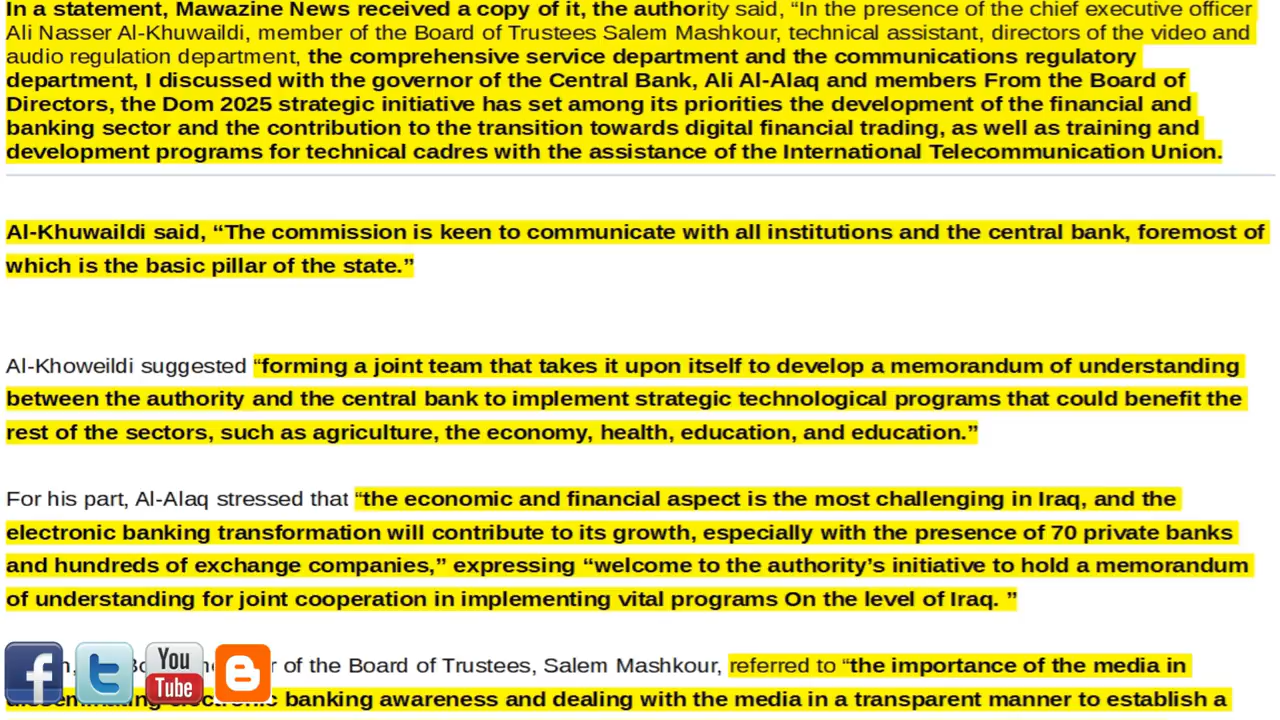 In a statement, Mawazine News received a copy of it, the authority said, “In the presence of the chief executive officer
Ali Nasser Al-Khuwaildi, member of the Board of Trustees Salem Mashkour, technical assistant, directors of the video and
audio regulation department, the comprehensive service department and the communications regulatory
department, I discussed with the governor of the Central Bank, Ali Al-Alaq and members From the Board of
Directors, the Dom 2025 strategic initiative has set among its priorities the development of the financial and
banking sector and the contribution to the transition towards digital financial trading, as well as training and
development programs for technical cadres with the assistance of the International Telecommunication Union.
Al-Khuwaildi said, “The commission is keen to communicate with all institutions and the central bank, foremost of
which is the basic pillar of the state.”
Al-Khoweildi suggested “forming a joint team that takes it upon itself to develop a memorandum of understanding
between the authority and the central bank to implement strategic technological programs that could benefit the
rest of the sectors, such as agriculture, the economy, health, education, and education.”
For his part, Al-Alaq stressed that “the economic and financial aspect is the most challenging in Iraq, and the
electronic banking transformation will contribute to its growth, especially with the presence of 70 private banks
and hundreds of exchange companies,” expressing “welcome to the authority’s initiative to hold a memorandum
of understanding for joint cooperation in implementing vital programs On the level of Iraq. ”
of the Board of Trustees, Salem Mashkour, referred to “the importance of the media in
banking awareness and dealing with the media in a transparent manner to establish a
You
Tube